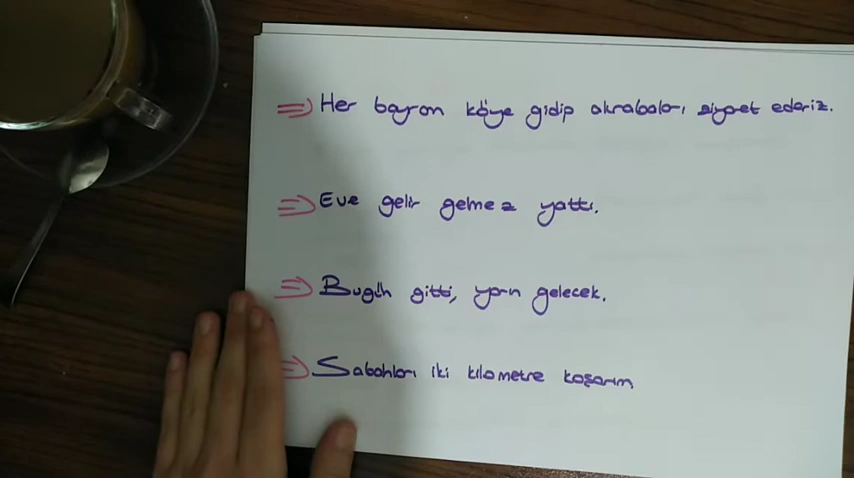 Her bayram köye gidip akrabaları ziyaret ederiz.
Eve gelir gelmez yattı.
Bugün gitti, yarın gelecek.
Sabahları iki kilometre koşarım.